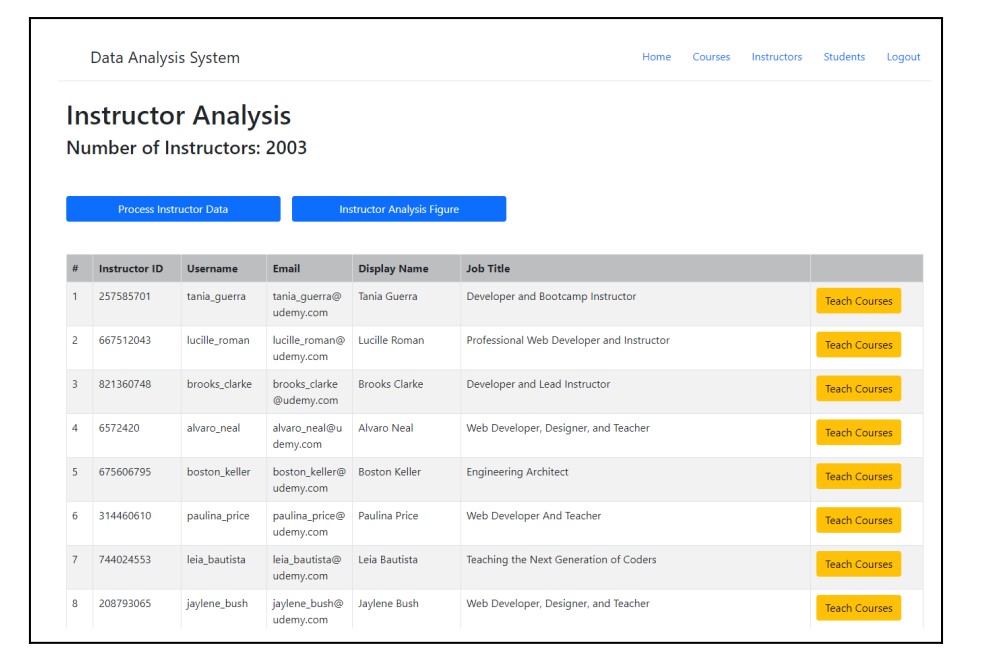 Data Analysis System Home Courses Instructors Students Logout
Instructor Analysis
Number of Instructors: 2003
Process Instructor Data Instructor Analysis Figure
# Instructor ID Username Email Display Name Job Title
1 257585701 tania_guerra tania_guerra@ Tania Guerra Developer and Bootcamp Instructor Teach Courses
udemy.com
2 667512043 lucille_roman lucille_roman@ Lucille Roman Professional Web Developer and Instructor Teach Courses
udemy.com
3 821360748 brooks_clarke brooks_clarke Brooks Clarke Developer and Lead Instructor Teach Courses
@udemy.com
4 6572420 alvaro_neal alvaro_neal@u Alvaro Neal Web Developer, Designer, and Teacher Teach Courses
demy.com
5 675606795 boston_keller boston_keller@ Boston Keller Engineering Architect Teach Courses
udemy.com
6 314460610 paulina_price paulina_price@ Paulina Price Web Developer And Teacher Teach Courses
udemy.com
7 744024553 leia_bautista leia_bautista@ Leia Bautista Teaching the Next Generation of Coders Teach Courses
udemy.com
8 208793065 jaylene_bush jaylene_bush@ Jaylene Bush Web Developer, Designer, and Teacher Teach Courses
udemy.com